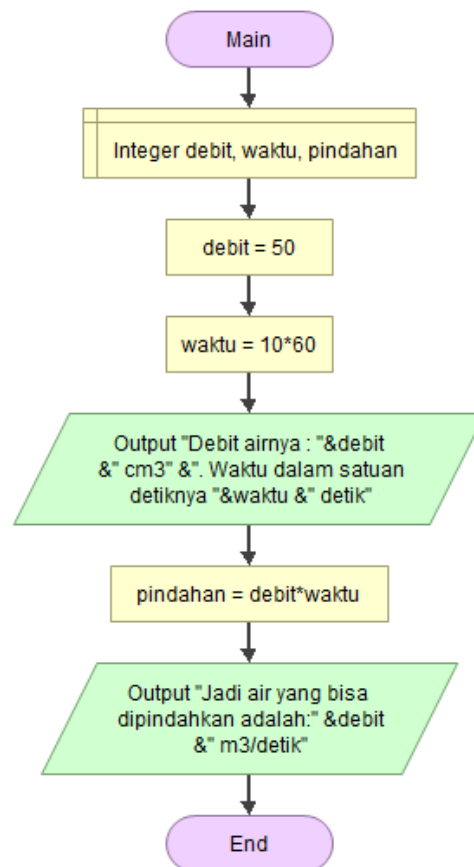 Main
Integer debit, waktu, pindahan
debit = 50
waktu = 10*60
Output "Debit airnya : "&debit
&" cm3" &". Waktu dalam satuan
detiknya "&waktu &" detik"
pindahan = debit*waktu
Output "Jadi air yang bisa
dipindahkan adalah:" &debit
&" m3/detik"
End